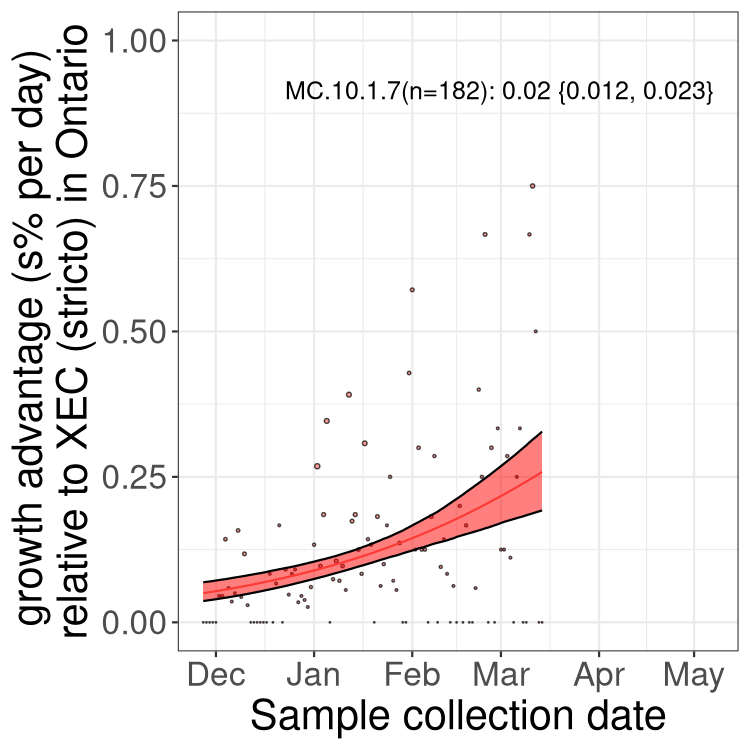 growth advantage (s% per day)
relative to XEC (stricto) in Ontario
1.00
0.75
0.50
0.25
0.00
MC.10.1.7(n=182): 0.02 {0.012, 0.023}
Dec Jan Feb Mar Apr May
Sample collection date